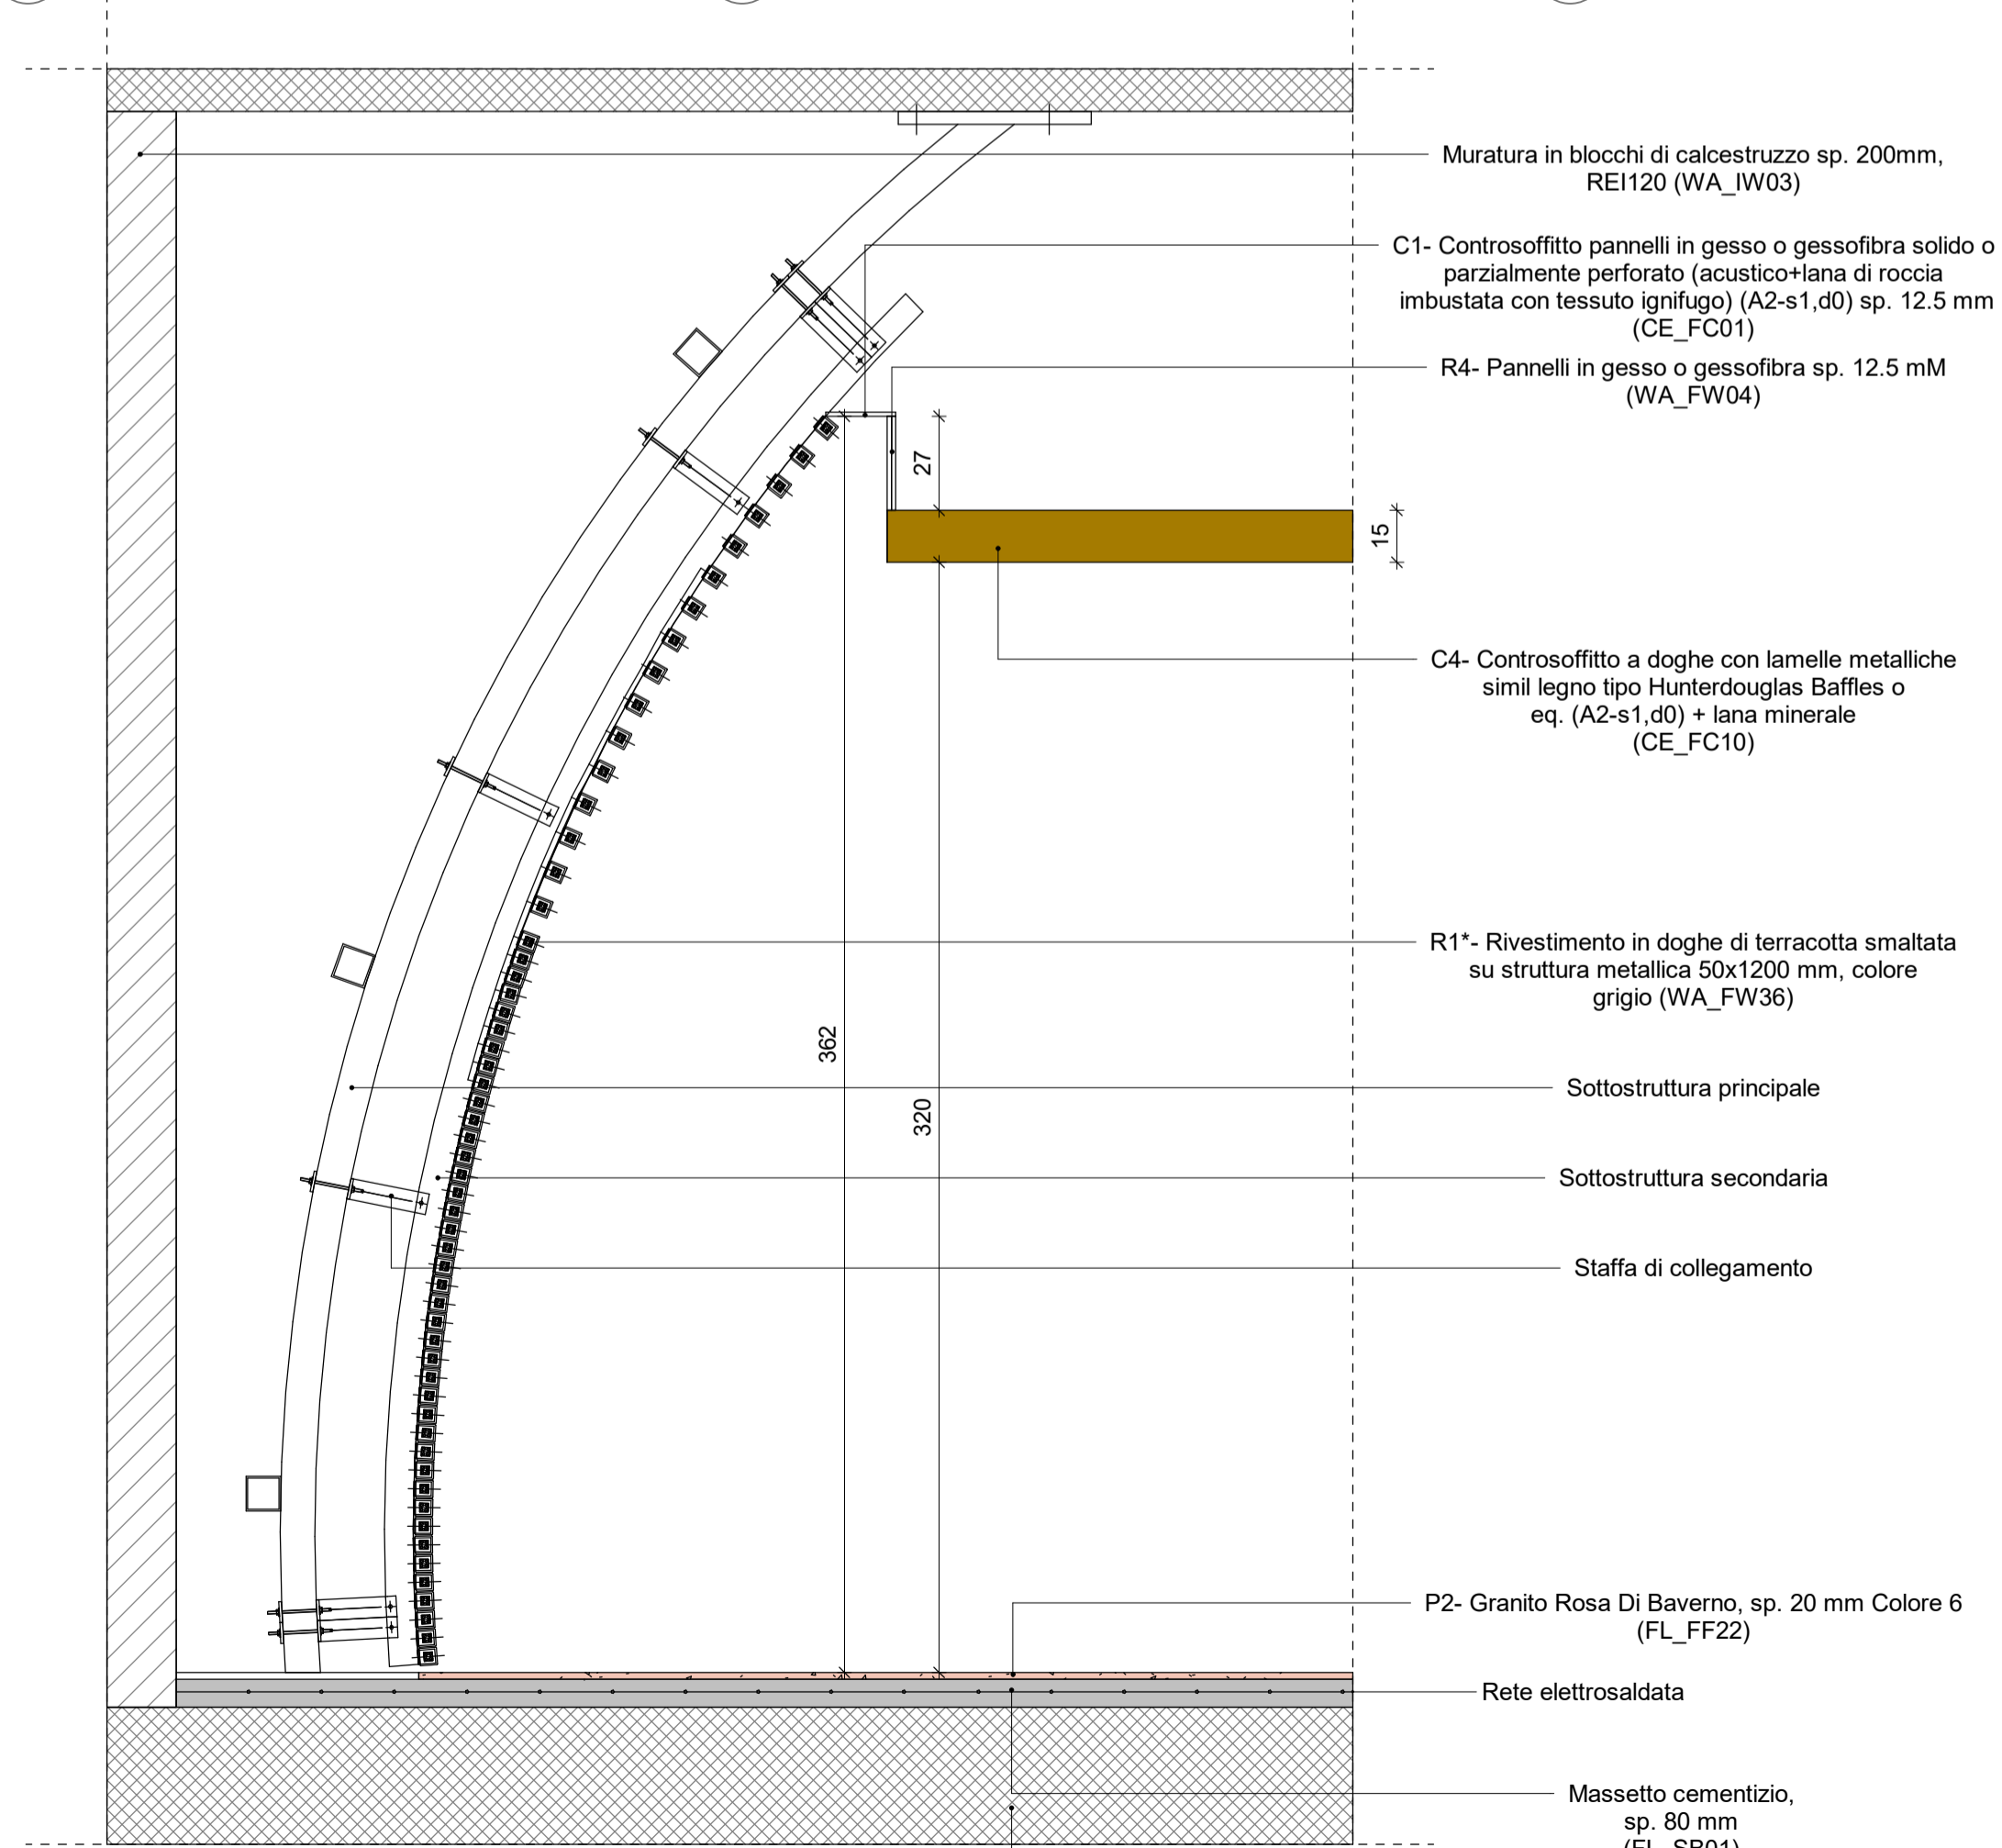 Muratura in blocchi di calcestruzzo sp. 200mm,
REI120 (WA_IW03)
C1- Controsoffitto pannelli in gesso o gessofibra solido o
parzialmente perforato (acustico+lana di roccia
imbustata con tessuto ignifugo) (A2-s1,d0) sp. 12.5 mm
(CE_FC01)
R4- Pannelli in gesso o gessofibra sp. 12.5 mM
(WA_FW04)
27
15
C4- Controsoffitto a doghe con lamelle metalliche
simil legno tipo Hunterdouglas Baffles o
eq. (A2-s1,d0) + lana minerale
(CE_FC10)
R1*- Rivestimento in doghe di terracotta smaltata
su struttura metallica 50x1200 mm, colore
grigio (WA_FW36)
362
320
Sottostruttura principale
Sottostruttura secondaria
Staffa di collegamento
P2- Granito Rosa Di Baverno, sp. 20 mm Colore 6
(FL_FF22)
Rete elettrosaldata
Massetto cementizio,
sp. 80 mm
(FL_SB01)